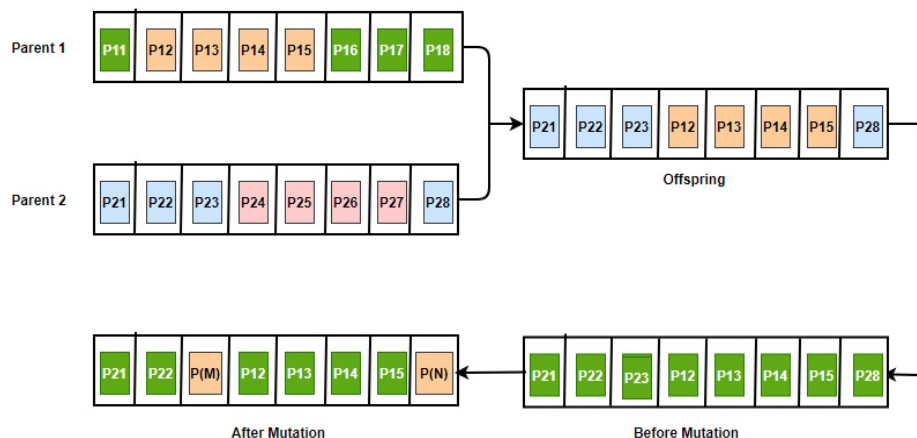 Parent 1
P11 P12 P13 P14 P15 P16 P17 P18
P21 P22 P23 P12 P13 P14 P15 P28
Offspring
Parent 2
P21 P22 P23 P24 P25 P26 P27 P28
P21 P22 P(M) P12 P13 P14 P15 P(N)
After Mutation
P21 P22 P23 P12 P13 P14 P15 P28
Before Mutation